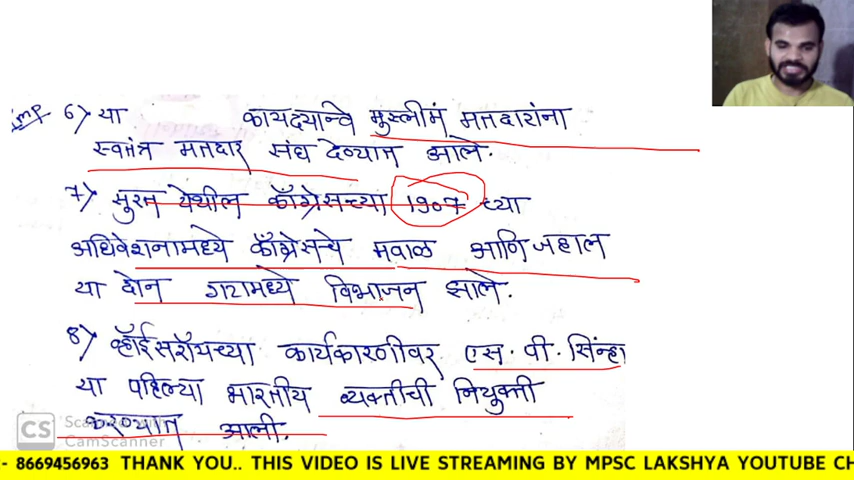 imp 6) या कायदयान्वे मुस्लीमं मतदारांना
स्वतंत्र मतदार संघ देण्यात आले.
7) सुरत येथील काँग्रेसच्या 1907 च्या
अधिवेशनामध्ये काँग्रेसचे मवाळ आणि जहाल
या दोन गटामध्ये विभाजन झाले.
8) व्हॉईसरॉयच्या कार्यकारणीवर एस. पी. सिंन्हा
या पहिल्या भारतीय व्यक्तीची नियुक्ती
करण्यात आली.
CS Scanned with
CamScanner
- 8669456963 THANK YOU.. THIS VIDEO IS LIVE STREAMING BY MPSC LAKSHYA YOUTUBE CH